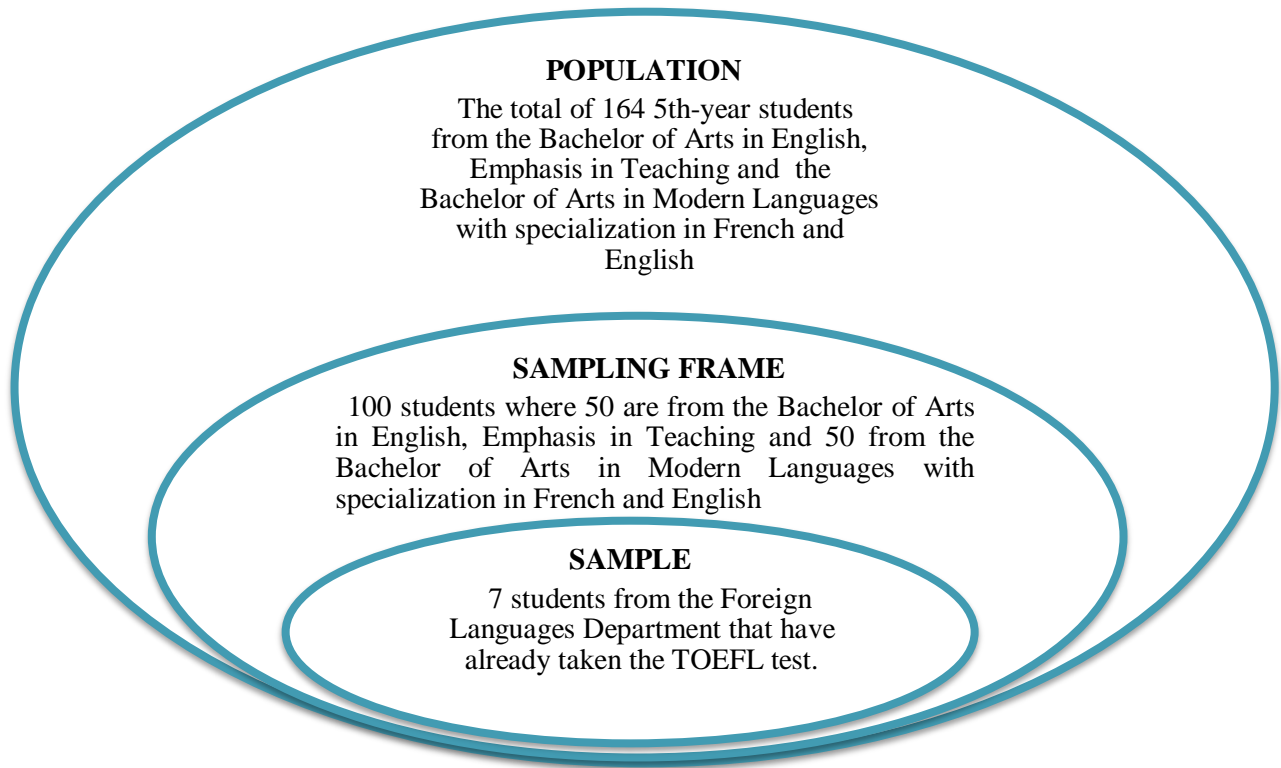 POPULATION
The total of 164 5th-year students
from the Bachelor of Arts in English,
Emphasis in Teaching and the
Bachelor of Arts in Modern Languages
with specialization in French and
English
SAMPLING FRAME
100 students where 50 are from the Bachelor of Arts
in English, Emphasis in Teaching and 50 from the
Bachelor of Arts in Modern Languages with
specialization in French and English
SAMPLE
7 students from the Foreign
Languages Department that have
already taken the TOEFL test.